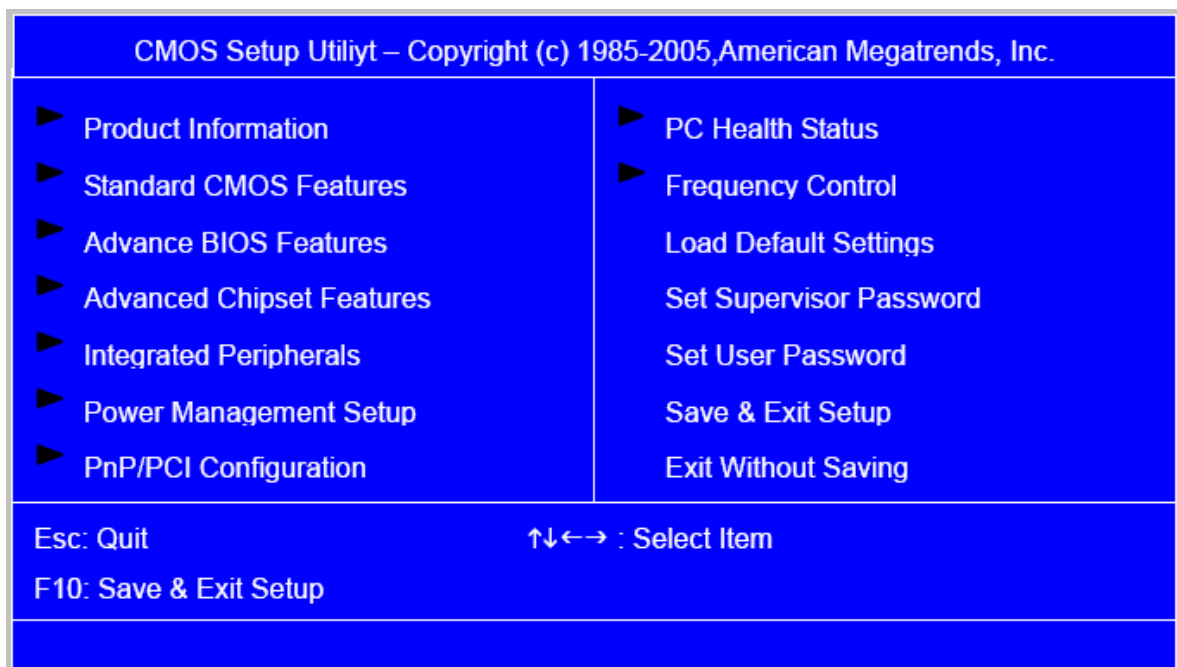 CMOS Setup Utiliyt – Copyright (c) 1985-2005,American Megatrends, Inc.
Product Information
Standard CMOS Features
Advance BIOS Features
Advanced Chipset Features
Integrated Peripherals
Power Management Setup
PnP/PCI Configuration
PC Health Status
Frequency Control
Load Default Settings
Set Supervisor Password
Set User Password
Save & Exit Setup
Exit Without Saving
Esc: Quit
↑↓←→ : Select Item
F10: Save & Exit Setup